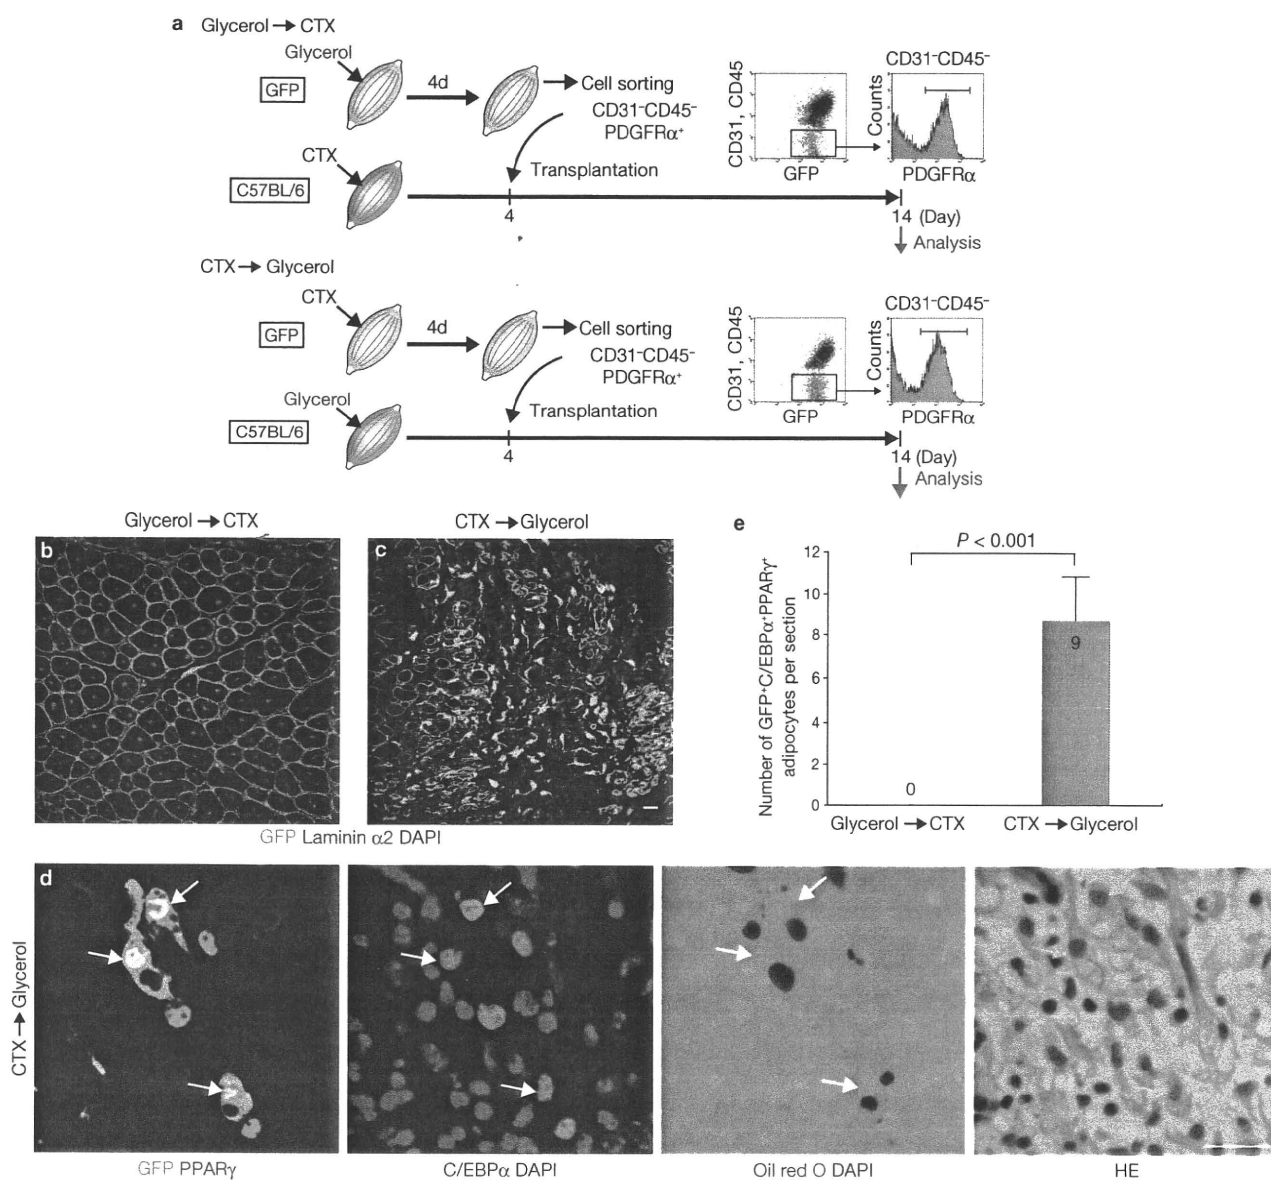 a
Glycerol → CTX
Glycerol
GFP
4d
Cell sorting
CD31⁻CD45⁻
PDGFRα⁺
CTX
C57BL/6
Transplantation
4
14 (Day)
Analysis
CD31, CD45
GFP
CD31⁻CD45⁻
Counts
PDGFRα
CTX → Glycerol
CTX
GFP
4d
Cell sorting
CD31⁻CD45⁻
PDGFRα⁺
Glycerol
C57BL/6
Transplantation
4
14 (Day)
Analysis
CD31, CD45
GFP
CD31⁻CD45⁻
Counts
PDGFRα
Glycerol → CTX
b
CTX → Glycerol
c
GFP Laminin α2 DAPI
e
P < 0.001
Number of GFP⁺C/EBPα⁺PPARγ⁺
adipocytes per section
12
10
8
6
4
12
0
0
9
Glycerol → CTX
CTX → Glycerol
d
CTX → Glycerol
GFP PPARγ
C/EBPα DAPI
Oil red O DAPI
HE